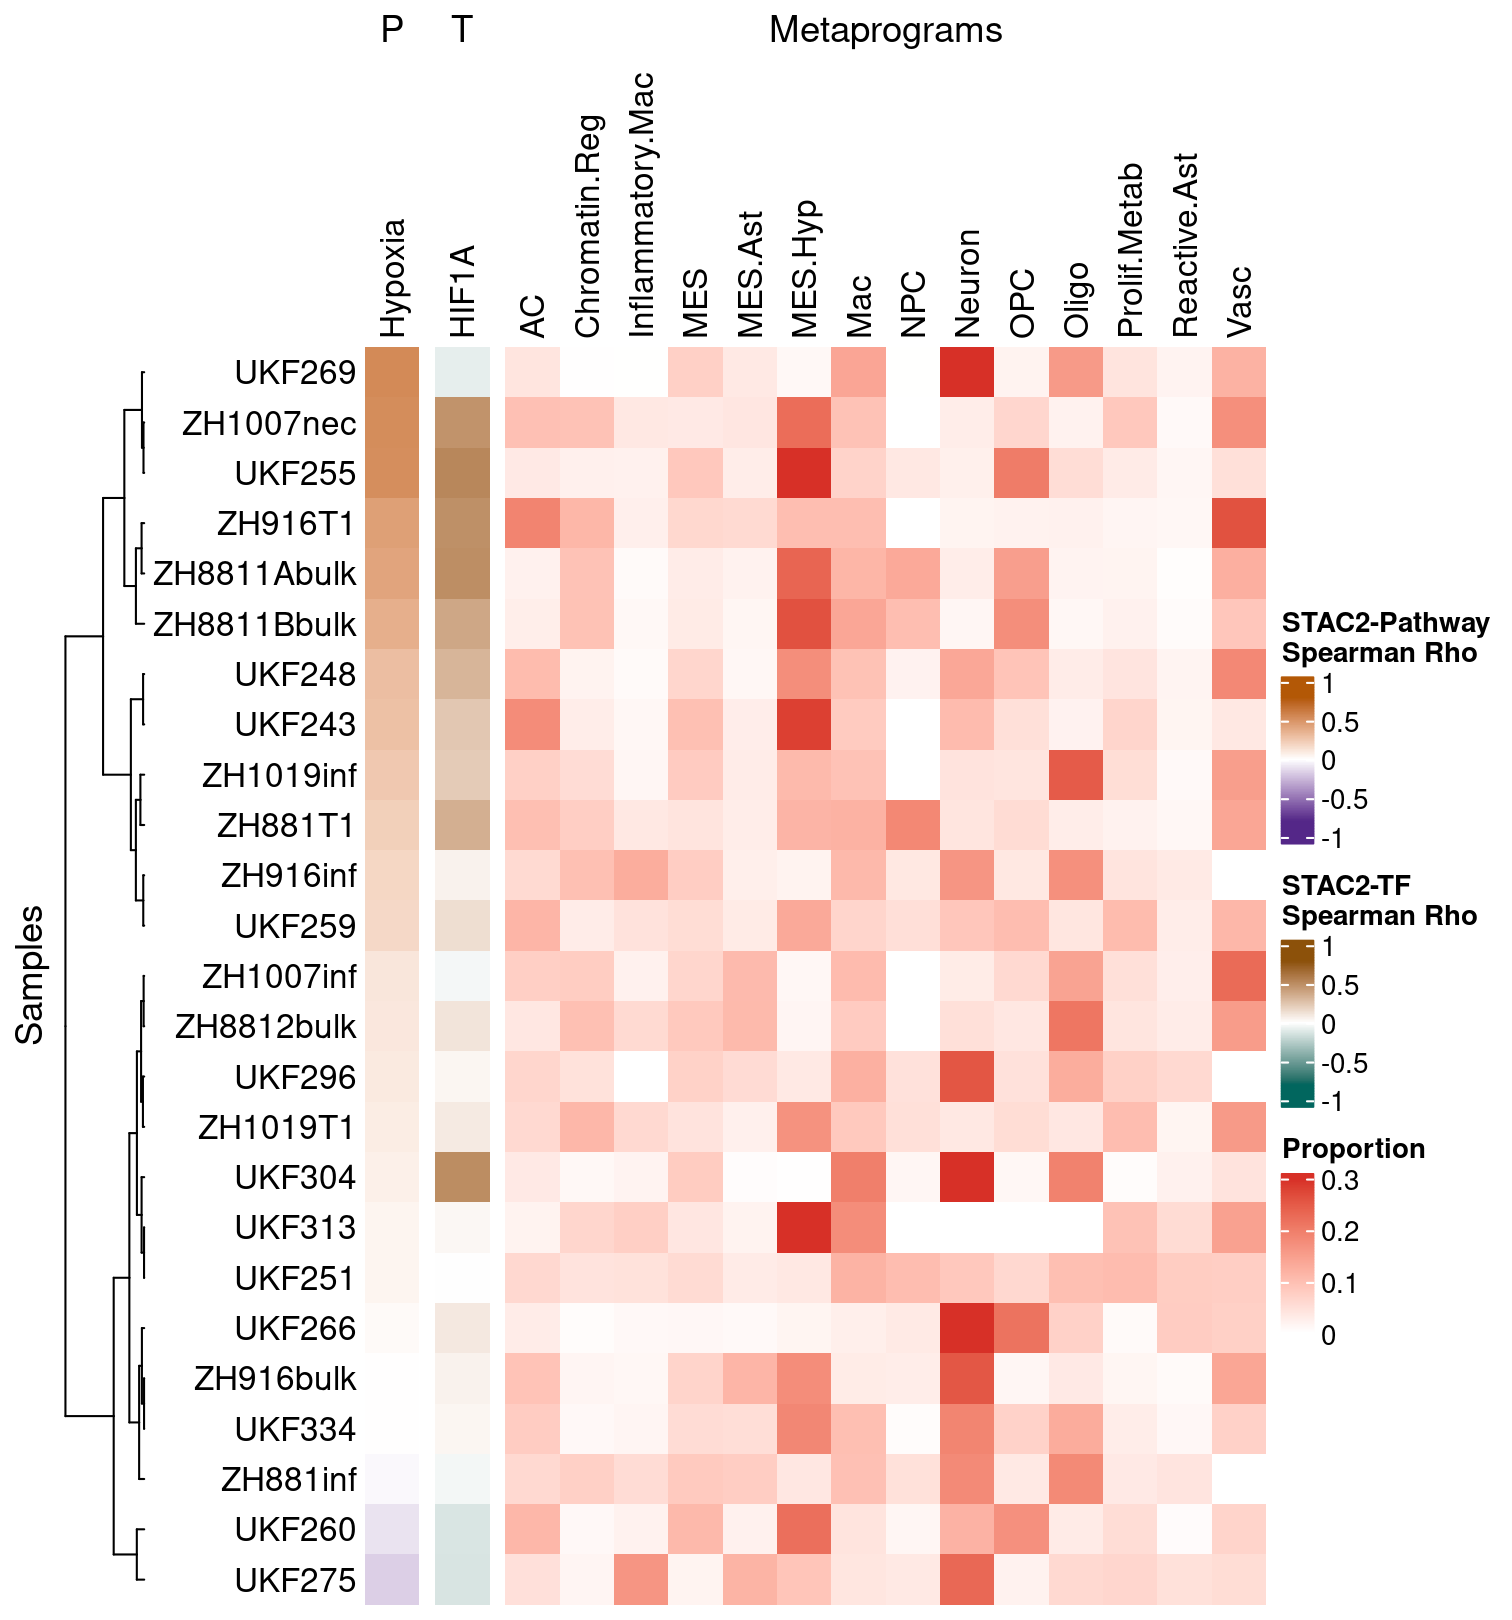 P T Metaprograms
Hypoxia
HIF1A
AC
Chromatin.Reg
Inflammatory.Mac
MES
MES.Ast
MES.Hyp
Mac
NPC
Neuron
OPC
Oligo
Prolif.Metab
Reactive.Ast
Vasc
Samples
UKF269
ZH1007nec
UKF255
ZH916T1
ZH8811Abulk
ZH8811Bbulk
UKF248
UKF243
ZH1019inf
ZH881T1
ZH916inf
UKF259
ZH1007inf
ZH8812bulk
UKF296
ZH1019T1
UKF304
UKF313
UKF251
UKF266
ZH916bulk
UKF334
ZH881inf
UKF260
UKF275
STAC2-Pathway
Spearman Rho
1
0.5
0
-0.5
-1
STAC2-TF
Spearman Rho
1
0.5
0
-0.5
-1
Proportion
0.3
0.2
0.1
0